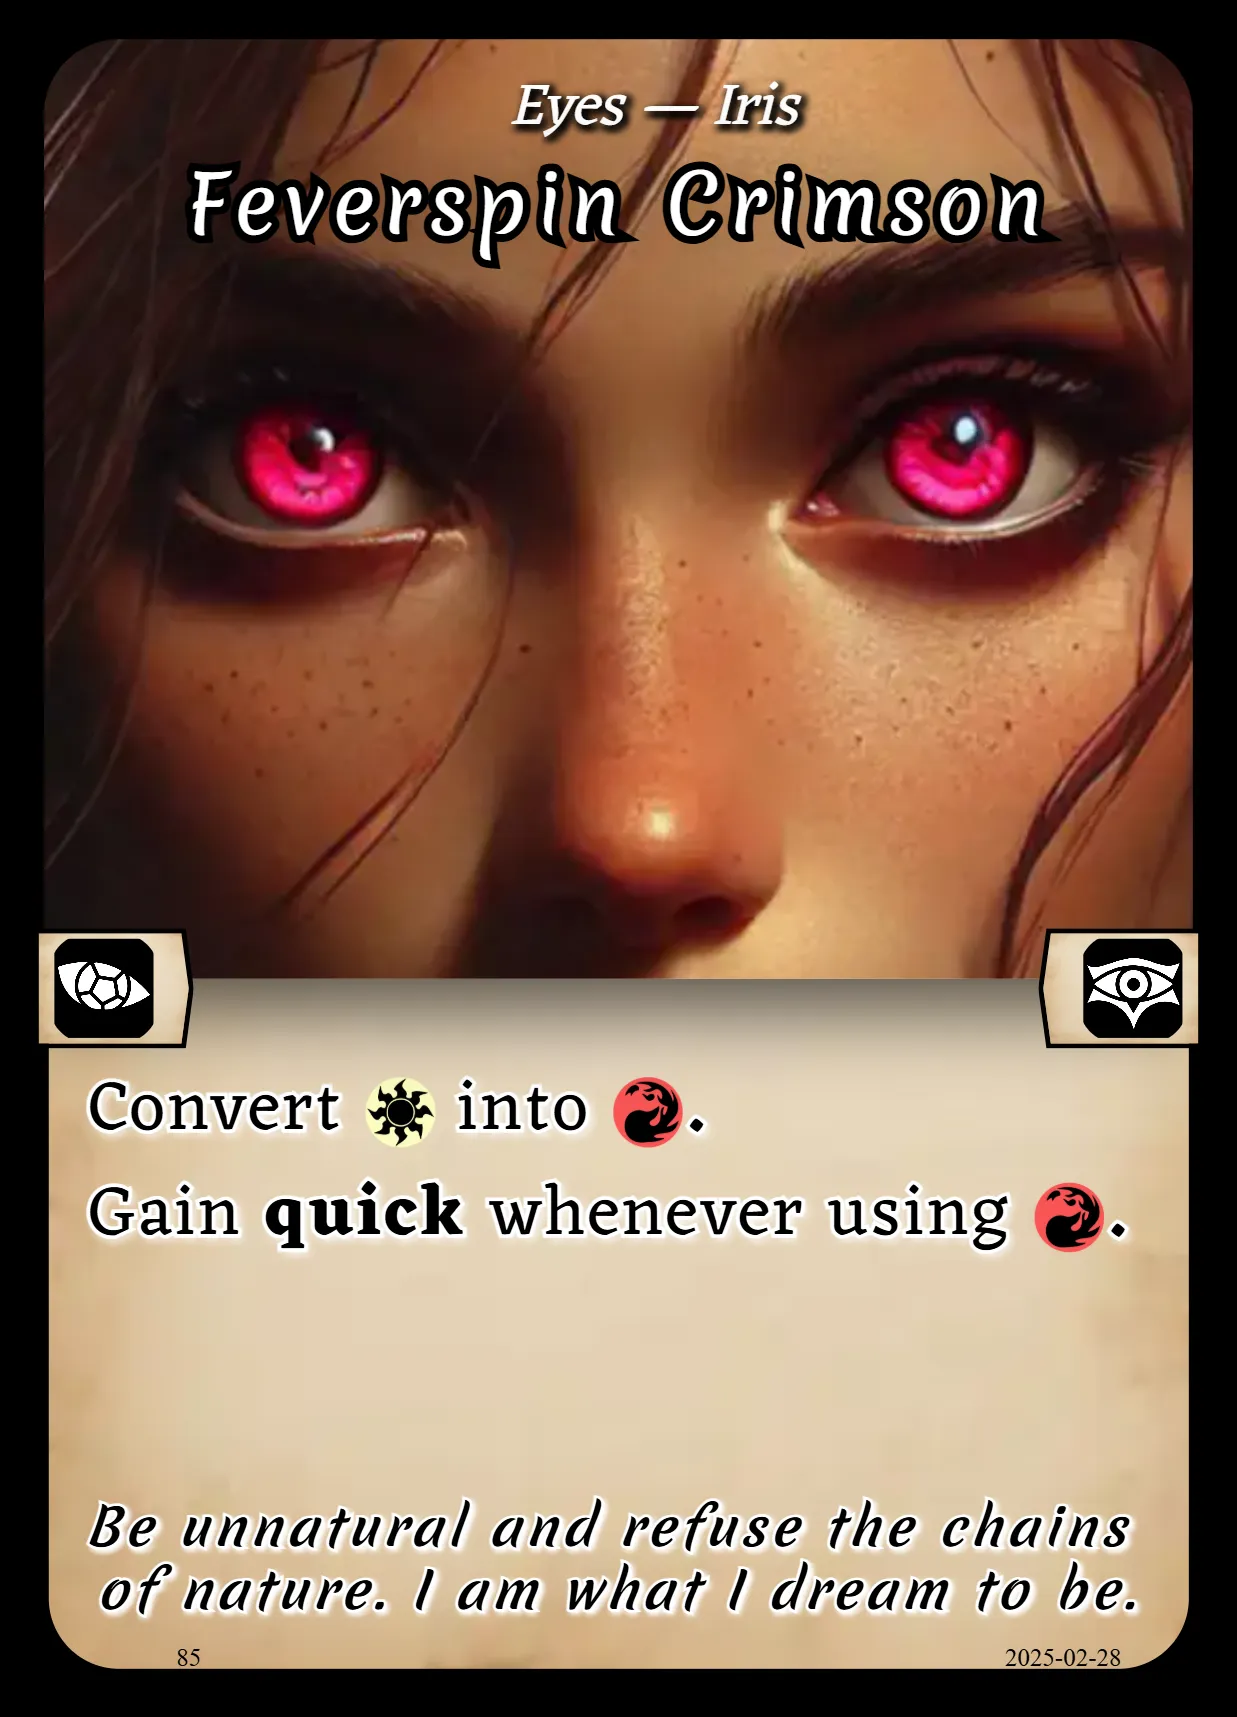 Eyes — Iris
Feverspin Crimson
Convert into .
Gain quick whenever using .
Be unnatural and refuse the chains
of nature. I am what I dream to be.
85
2025-02-28